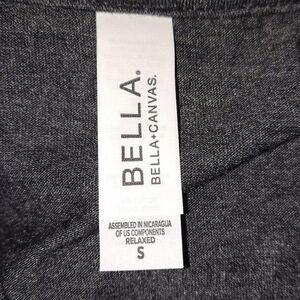 BELLA.
BELLA+CANVAS.
ASSEMBLED IN NICARAGUA
OF US COMPONENTS
RELAXED
S